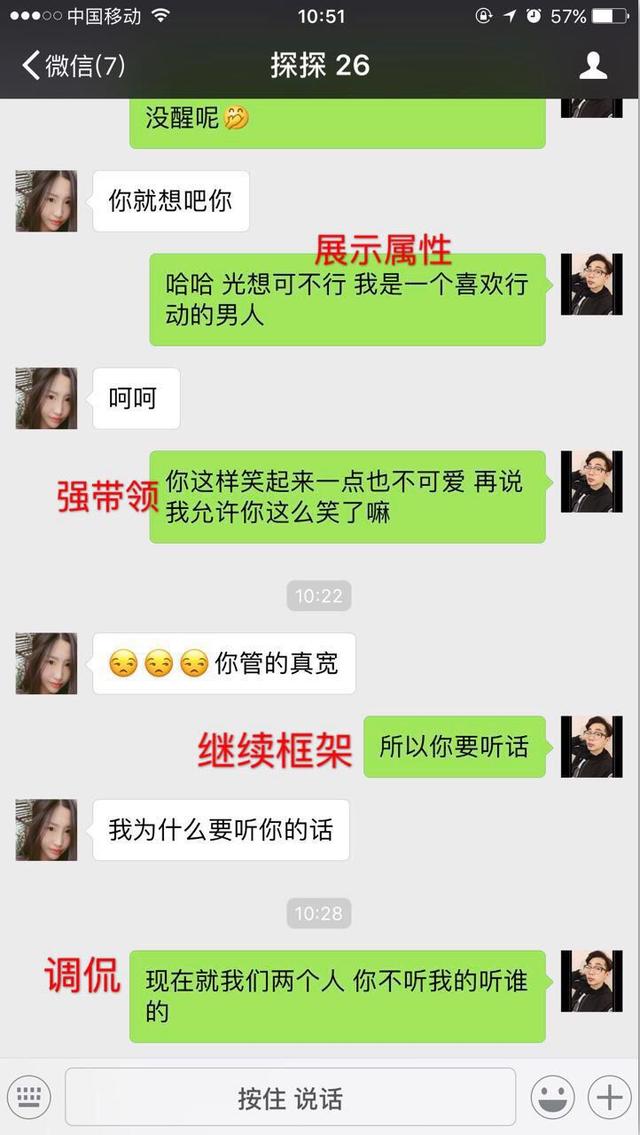 中国移动 10:51 57%
微信(7) 探探 26
没醒呢🤭
你就想吧你
展示属性
哈哈 光想可不行 我是一个喜欢行
动的男人
呵呵
强带领
你这样笑起来一点也不可爱 再说
我允许你这么笑了嘛
10:22
😒😒😒你管的真宽
继续框架
所以你要听话
我为什么要听你的话
10:28
调侃
现在就我们两个人 你不听我的听谁
的
按住 说话